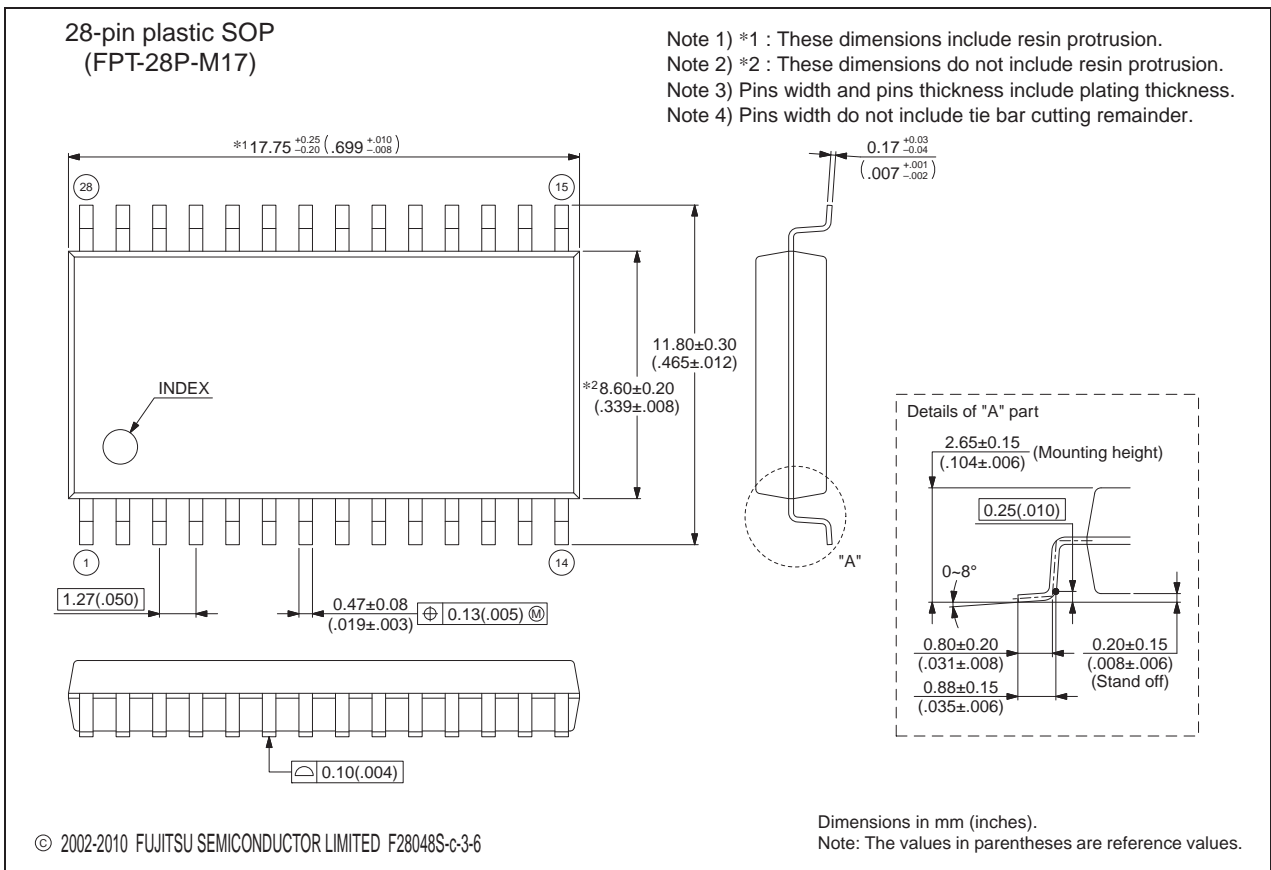 28-pin plastic SOP
(FPT-28P-M17)
Note 1) *1 : These dimensions include resin protrusion.
Note 2) *2 : These dimensions do not include resin protrusion.
Note 3) Pins width and pins thickness include plating thickness.
Note 4) Pins width do not include tie bar cutting remainder.
*1 17.75 +0.25 –0.20 (.699 +.010 –.008)
0.17 +0.03 –0.04
(.007 +.001 –.002)
28
15
11.80±0.30
(.465±.012)
*2 8.60±0.20
(.339±.008)
INDEX
Details of "A" part
2.65±0.15
(.104±.006)
(Mounting height)
0.25(.010)
0~8°
"A"
1
14
1.27(.050)
0.47±0.08
(.019±.003)
⌖ 0.13(.005) Ⓜ
0.80±0.20
(.031±.008)
0.88±0.15
(.035±.006)
0.20±0.15
(.008±.006)
(Stand off)
⌓ 0.10(.004)
© 2002-2010 FUJITSU SEMICONDUCTOR LIMITED F28048S-c-3-6
Dimensions in mm (inches).
Note: The values in parentheses are reference values.